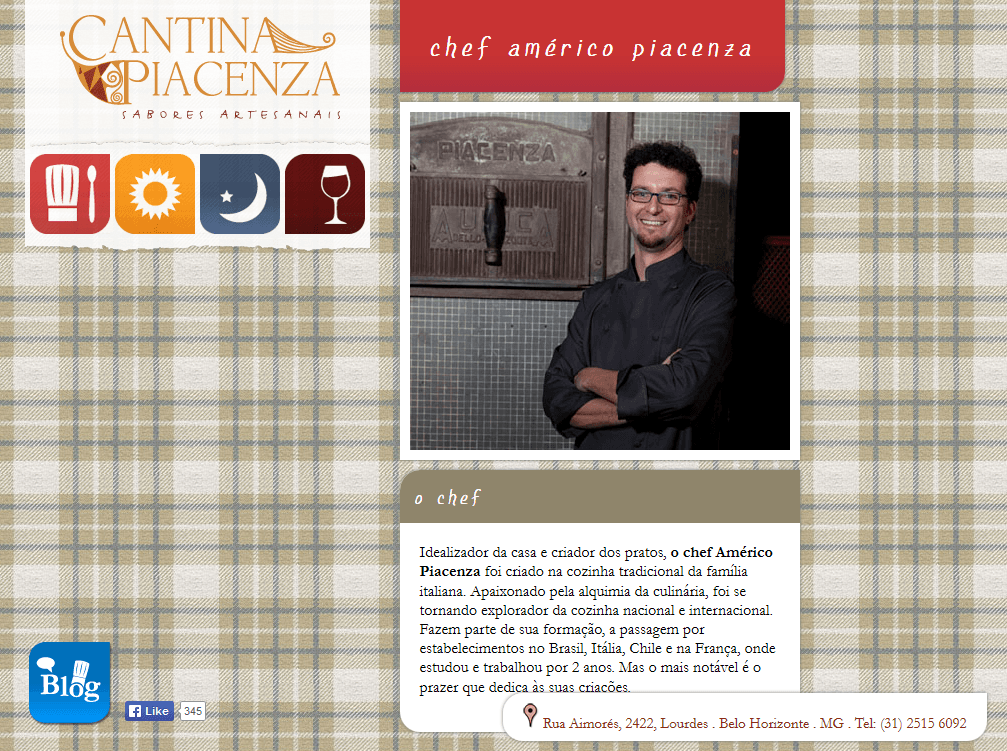 CANTINA
PIACENZA
SABORES ARTESANAIS
chef américo piacenza
PIACENZA
o chef
Idealizador da casa e criador dos pratos, o chef Américo
Piacenza foi criado na cozinha tradicional da família
italiana. Apaixonado pela alquimia da culinária, foi se
tornando explorador da cozinha nacional e internacional.
Fazem parte de sua formação, a passagem por
estabelecimentos no Brasil, Itália, Chile e na França, onde
estudou e trabalhou por 2 anos. Mas o mais notável é o
prazer que dedica às suas criações.
Blog
Like 345
Rua Aimorés, 2422, Lourdes . Belo Horizonte . MG . Tel: (31) 2515 6092